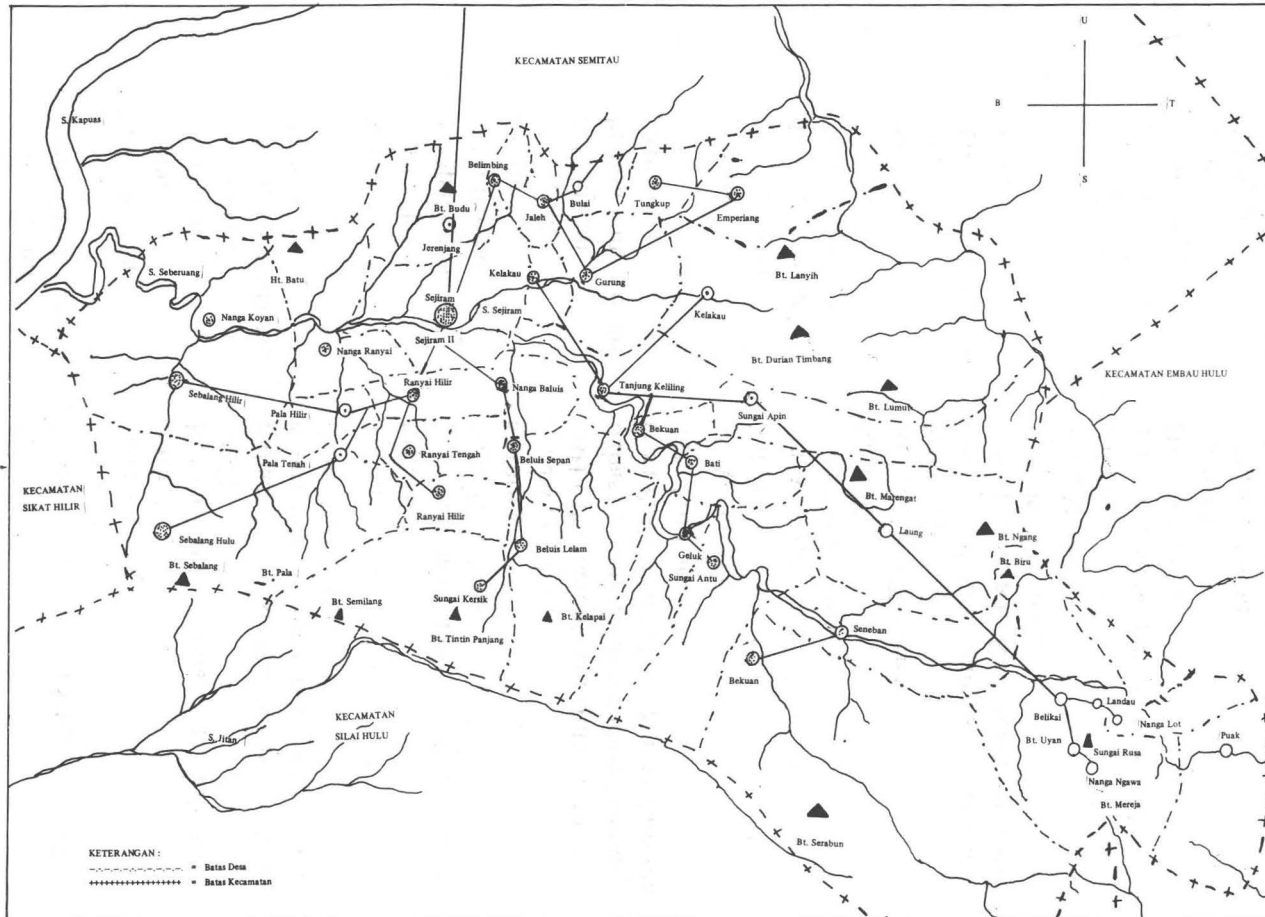 KECAMATAN SEMITAU
U
B
T
S
S. Kapuas
Belimbing
Bt. Budu
Jaleh
Bulai
Tungkup
Emperiang
Jerenjang
Ht. Batu
Bt. Lanyih
S. Seberuang
Kelakau
Gurung
Sejiram
S. Sejiram
Kelakau
Nanga Koyan
Sejiram II
Bt. Durian Timbang
Nanga Ranyai
KECAMATAN EMBAU HULU
Sebalang Hilir
Ranyai Hilir
Nanga Baluis
Tanjung Keliling
Bt. Lumut
Pala Hilir
Sungai Apin
Bekuan
Pala Tenah
Ranyai Tengah
Beluis Sepan
Bati
KECAMATAN
SIKAT HILIR
Bt. Marengat
Ranyai Hilir
Laung
Sebalang Hulu
Beluis Lelam
Geluk
Bt. Ngang
Sungai Antu
Bt. Biru
Bt. Sebalang
Bt. Pala
Sungai Kersik
Bt. Semilang
Bt. Tintin Panjang
Bt. Kelapai
Seneban
Bekuan
KECAMATAN
SILAI HULU
S. Jitan
Belikai
Landau
Nanga Lot
Bt. Uyan
Sungai Rusa
Puak
Nanga Ngawa
Bt. Mereja
Bt. Serabun
KETERANGAN :
= Batas Desa
= Batas Kecamatan